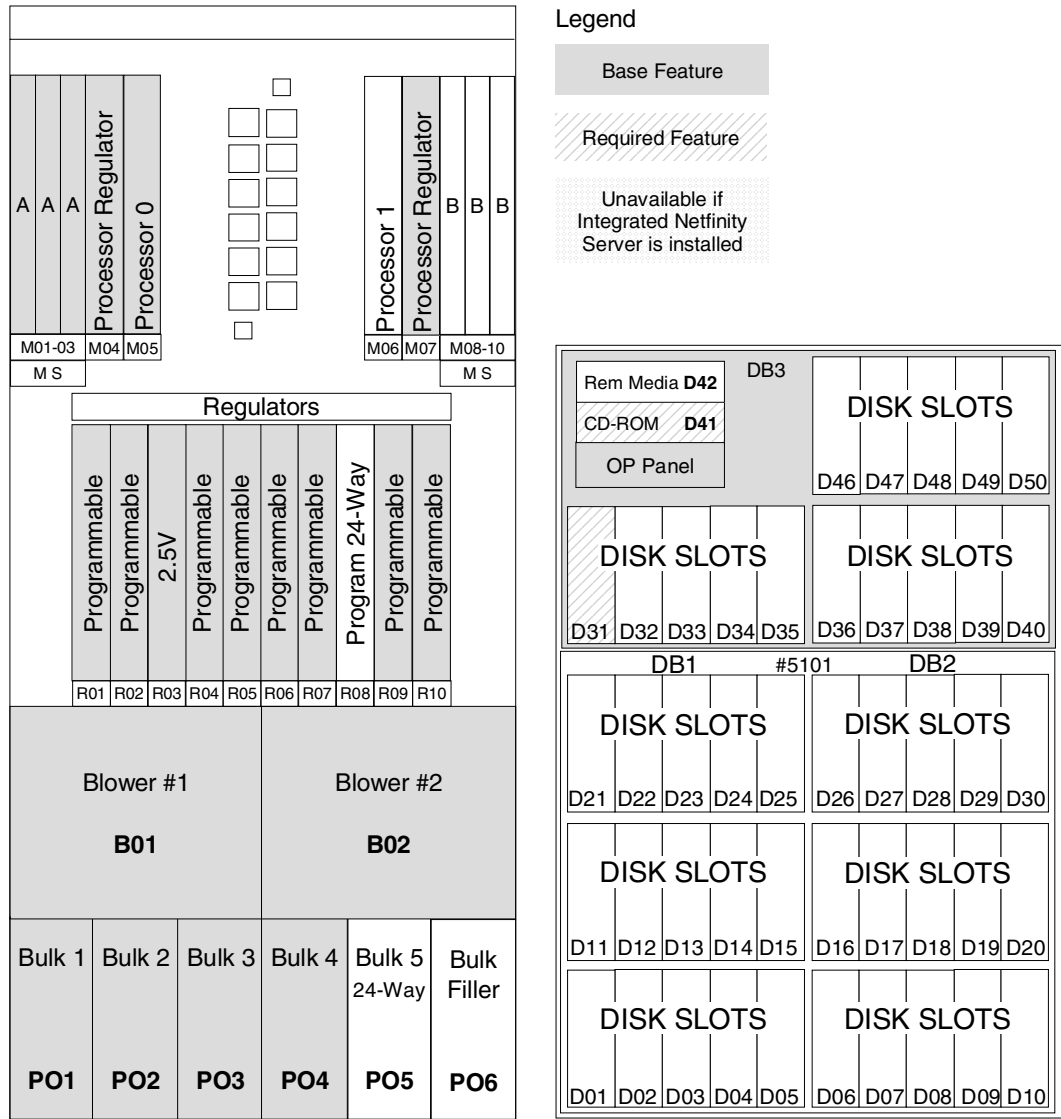 Legend
Base Feature
Required Feature
Unavailable if
Integrated Netfinity
Server is installed
A A A Processor Regulator Processor 0
Processor 1 Processor Regulator B B B
M01-03 M04 M05
M06 M07 M08-10
M S
M S
Regulators
Programmable Programmable 2.5V Programmable Programmable Programmable Programmable Program 24-Way Programmable Programmable
R01 R02 R03 R04 R05 R06 R07 R08 R09 R10
Blower #1
B01
Blower #2
B02
Bulk 1
PO1
Bulk 2
PO2
Bulk 3
PO3
Bulk 4
PO4
Bulk 5
24-Way
PO5
Bulk
Filler
PO6
Rem Media D42
CD-ROM D41
OP Panel
DB3
DISK SLOTS
D46 D47 D48 D49 D50
DISK SLOTS
D31 D32 D33 D34 D35
DISK SLOTS
D36 D37 D38 D39 D40
DB1 #5101 DB2
DISK SLOTS
D21 D22 D23 D24 D25
DISK SLOTS
D26 D27 D28 D29 D30
DISK SLOTS
D11 D12 D13 D14 D15
DISK SLOTS
D16 D17 D18 D19 D20
DISK SLOTS
D01 D02 D03 D04 D05
DISK SLOTS
D06 D07 D08 D09 D10